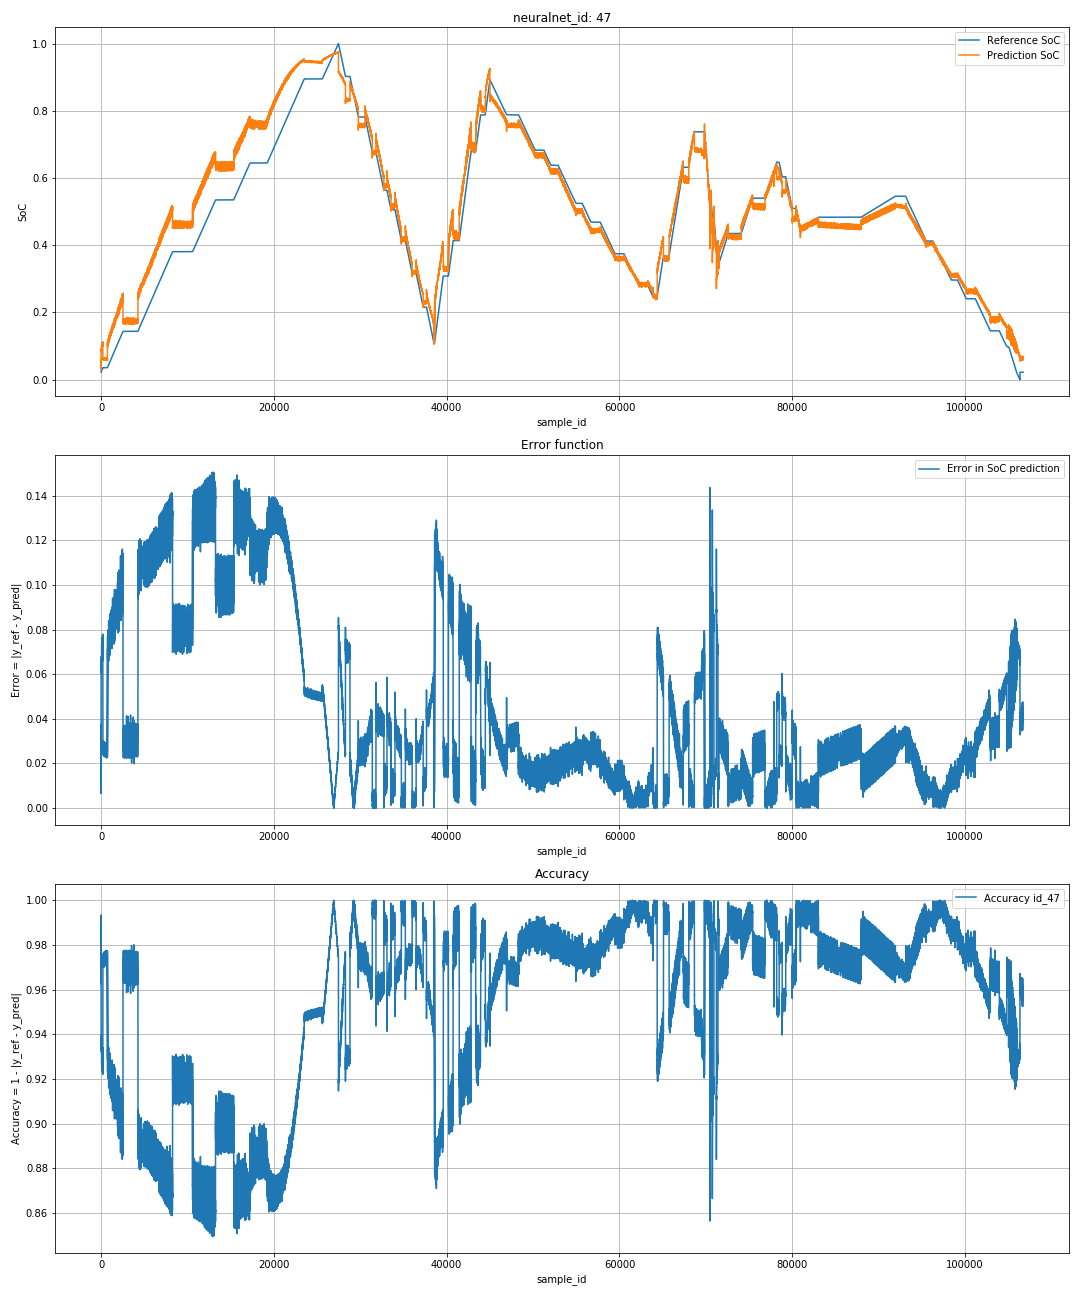 neuralnet_id: 47
1.0
0.8
0.6
0.4
0.2
0.0
SoC
Reference SoC
Prediction SoC
0 20000 40000 60000 80000 100000
sample_id
Error function
0.14
0.12
0.10
0.08
0.06
0.04
0.02
0.00
Error = |y_ref - y_pred|
Error in SoC prediction
0 20000 40000 60000 80000 100000
sample_id
Accuracy
1.00
0.98
0.96
0.94
0.92
0.90
0.88
0.86
Accuracy = 1 - |y_ref - y_pred|
Accuracy id_47
0 20000 40000 60000 80000 100000
sample_id